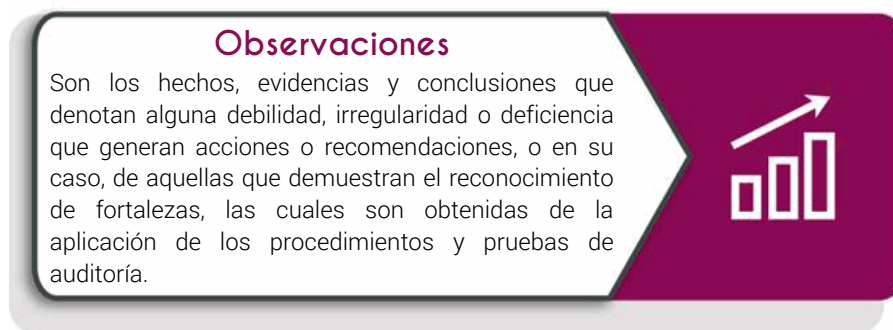 Observaciones
Son los hechos, evidencias y conclusiones que
denotan alguna debilidad, irregularidad o deficiencia
que generan acciones o recomendaciones, o en su
caso, de aquellas que demuestran el reconocimiento
de fortalezas, las cuales son obtenidas de la
aplicación de los procedimientos y pruebas de
auditoría.